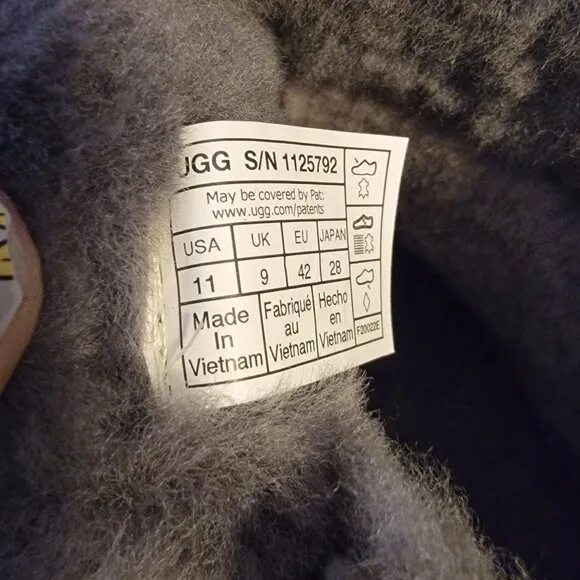 UGG S/N 1125792
May be covered by Pat:
www.ugg.com/patents
USA UK EU JAPAN
11 9 42 28
Made In Vietnam
Fabriqué au Vietnam
Hecho en Vietnam
F20022E